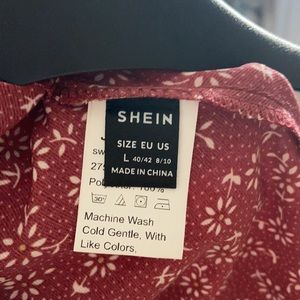 SHEIN
SIZE EU US
L 40/42 8/10
MADE IN CHINA
100%
30°
Machine Wash
Cold Gentle, With
Like Colors,